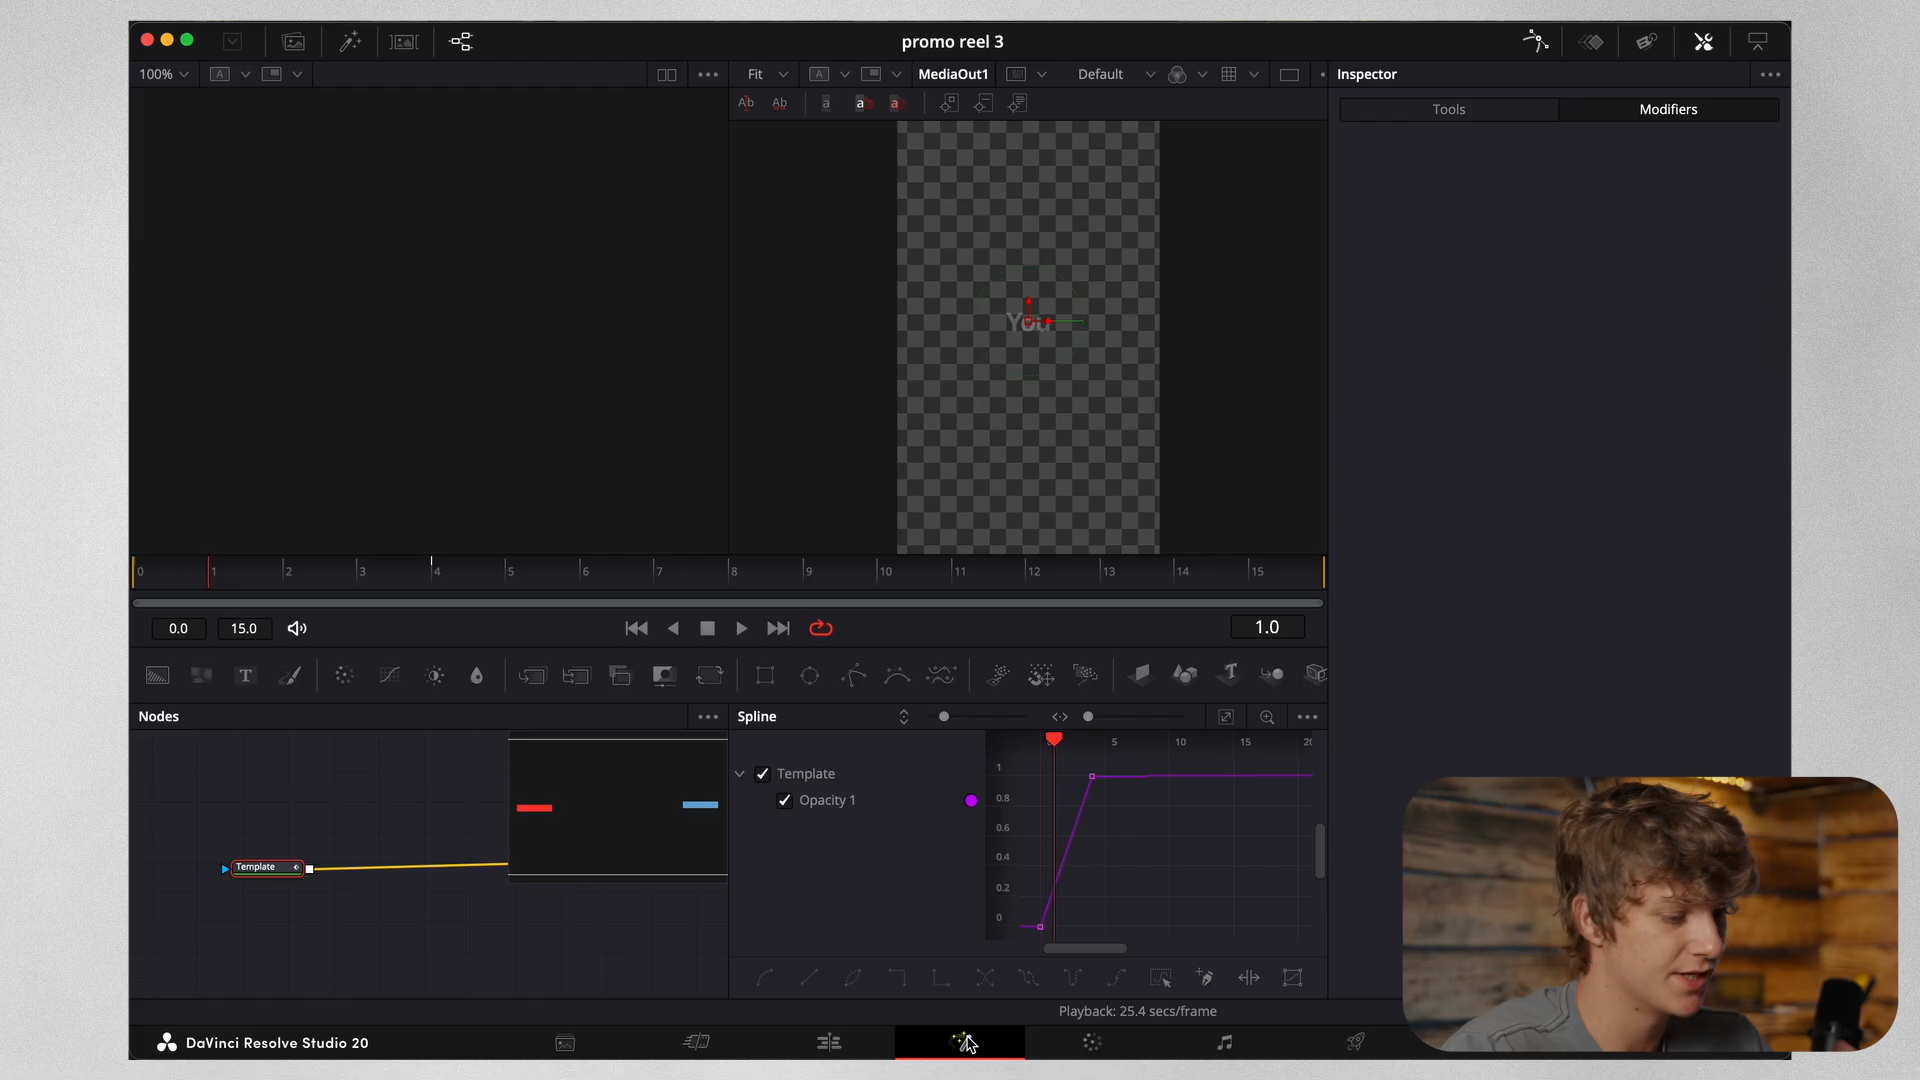 promo reel 3
100% A Fit A MediaOut1 Default Inspector
Ab Ab a a a
Tools Modifiers
You
0 1 2 3 4 5 6 7 8 9 10 11 12 13 14 15
0.0 15.0 1.0
T T
Nodes Spline
5 10 15 20
1
Template
0.8
Opacity 1
0.6
0.4
Template
0.2
0
Playback: 25.4 secs/frame
DaVinci Resolve Studio 20